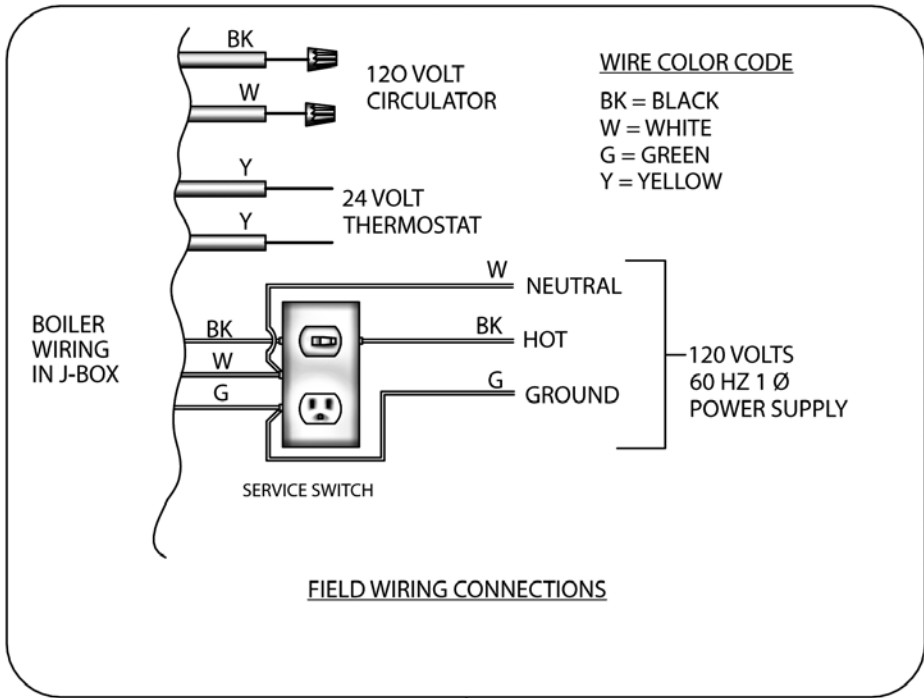 BK
120 VOLT
CIRCULATOR
W
WIRE COLOR CODE
BK = BLACK
W = WHITE
G = GREEN
Y = YELLOW
Y
24 VOLT
THERMOSTAT
Y
W
NEUTRAL
BOILER
WIRING
IN J-BOX
BK
W
G
BK
HOT
G
GROUND
120 VOLTS
60 HZ 1 Ø
POWER SUPPLY
SERVICE SWITCH
FIELD WIRING CONNECTIONS